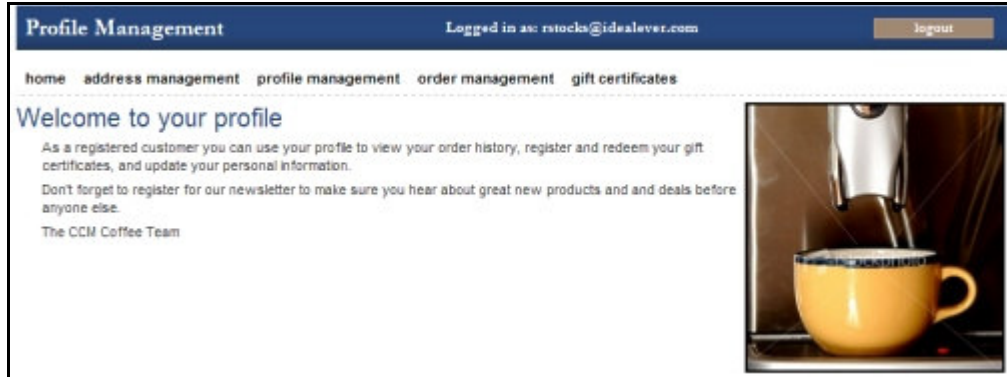 Profile Management
Logged in as: rstocks@idealever.com
logout
home address management profile management order management gift certificates
Welcome to your profile
As a registered customer you can use your profile to view your order history, register and redeem your gift
certificates, and update your personal information.
Don't forget to register for our newsletter to make sure you hear about great new products and and deals before
anyone else.
The CCM Coffee Team